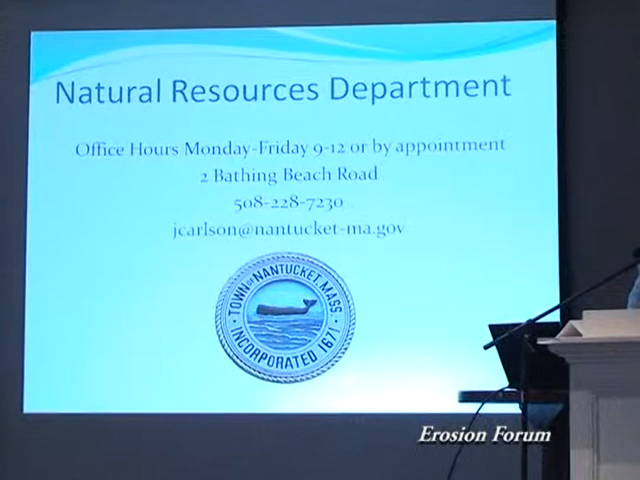 Natural Resources Department
Office Hours Monday-Friday 9-12 or by appointment
2 Bathing Beach Road
508-228-7230
jcarlson@nantucket-ma.gov
TOWN OF NANTUCKET, MASS.
INCORPORATED 1671
Erosion Forum